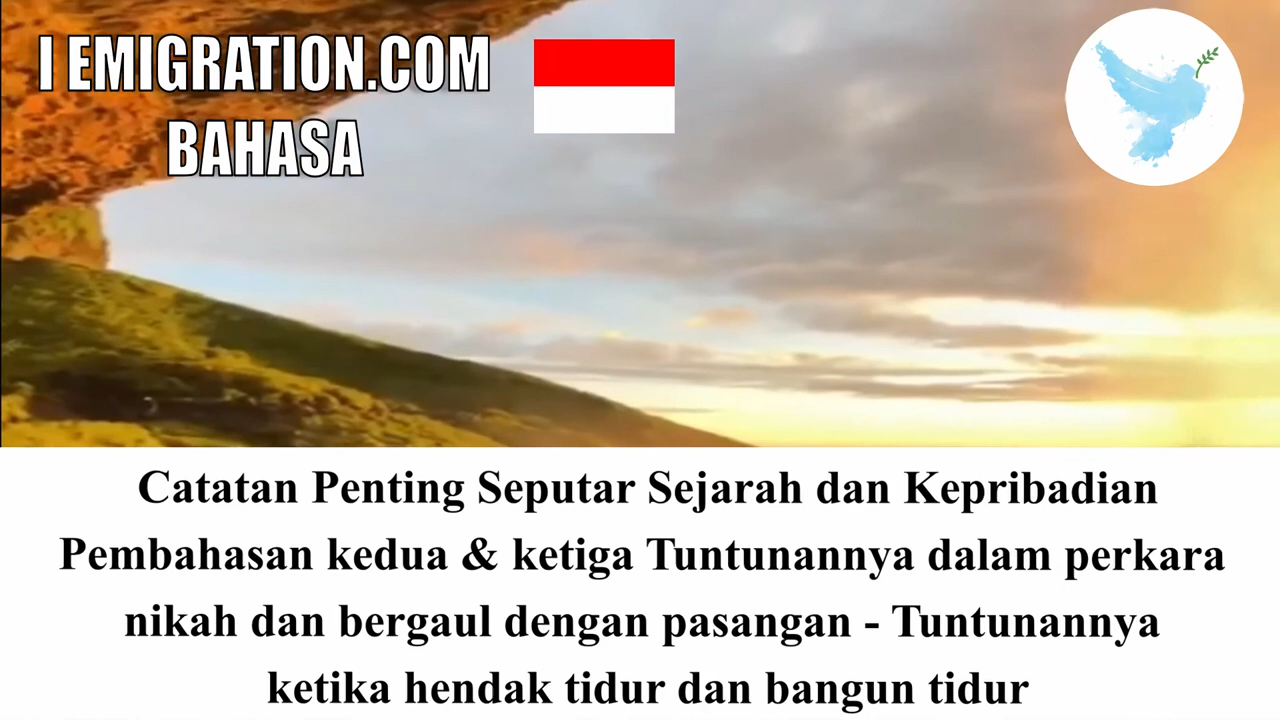 I EMIGRATION.COM
BAHASA
Catatan Penting Seputar Sejarah dan Kepribadian
Pembahasan kedua & ketiga Tuntunannya dalam perkara
nikah dan bergaul dengan pasangan - Tuntunannya
ketika hendak tidur dan bangun tidur